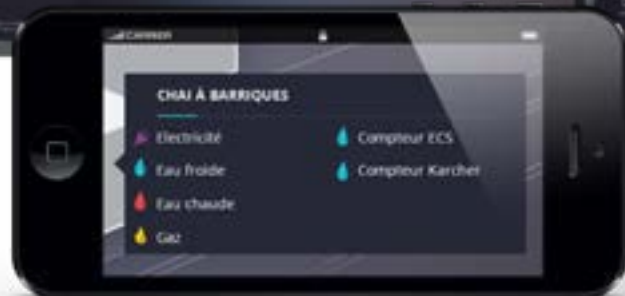 CARRIER
CHAI À BARRIQUES
Electricité
Eau froide
Eau chaude
Gaz
Compteur ECS
Compteur Karcher